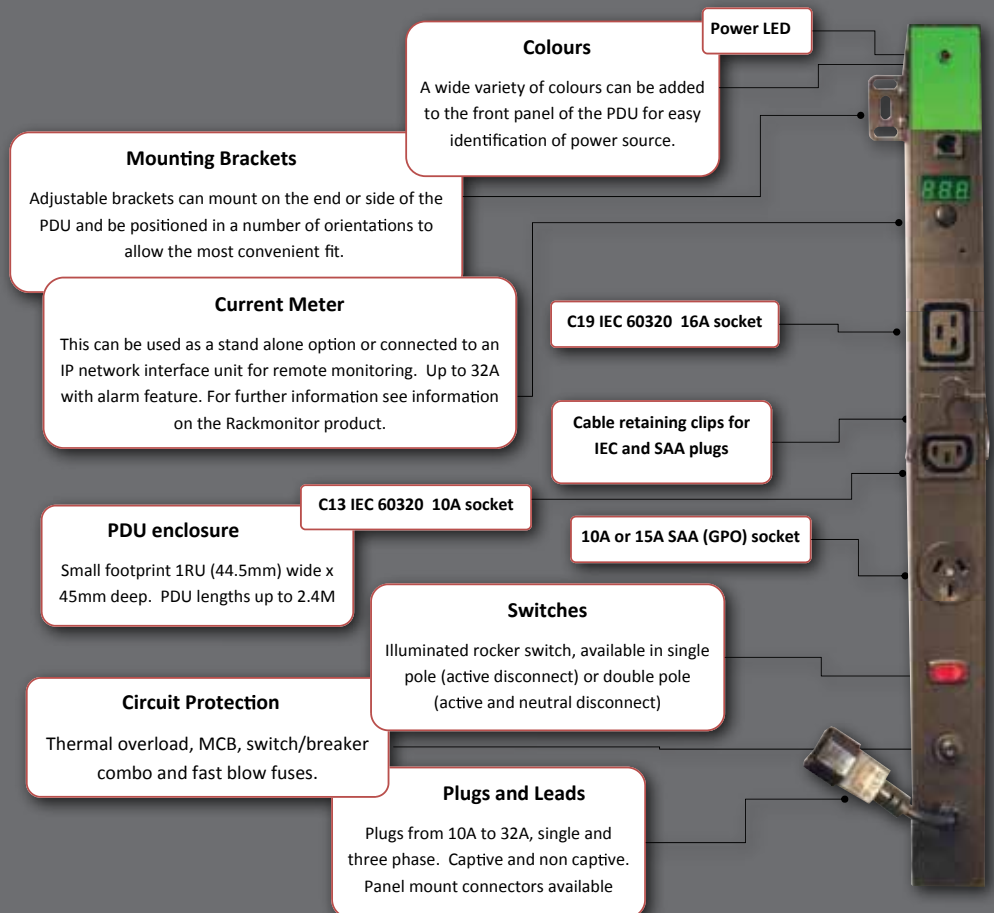 Power LED
Colours
A wide variety of colours can be added
to the front panel of the PDU for easy
identification of power source.
Mounting Brackets
Adjustable brackets can mount on the end or side of the
PDU and be positioned in a number of orientations to
allow the most convenient fit.
Current Meter
This can be used as a stand alone option or connected to an
IP network interface unit for remote monitoring.  Up to 32A
with alarm feature. For further information see information
on the Rackmonitor product.
888
C19 IEC 60320  16A socket
Cable retaining clips for
IEC and SAA plugs
C13 IEC 60320  10A socket
PDU enclosure
Small footprint 1RU (44.5mm) wide x
45mm deep.  PDU lengths up to 2.4M
10A or 15A SAA (GPO) socket
Switches
Illuminated rocker switch, available in single
pole (active disconnect) or double pole
(active and neutral disconnect)
Circuit Protection
Thermal overload, MCB, switch/breaker
combo and fast blow fuses.
Plugs and Leads
Plugs from 10A to 32A, single and
three phase.  Captive and non captive.
Panel mount connectors available